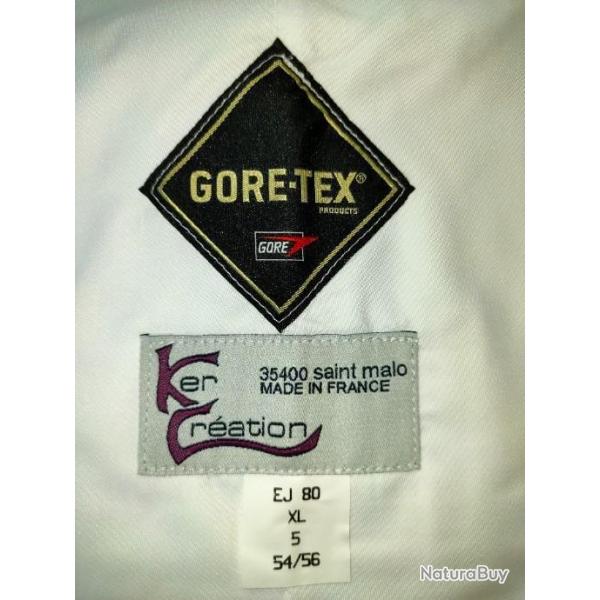 GORE-TEX®
PRODUCTS
GORE
Ker
Création
35400 saint malo
MADE IN FRANCE
EJ 80
XL
5
54/56
NaturaBuy